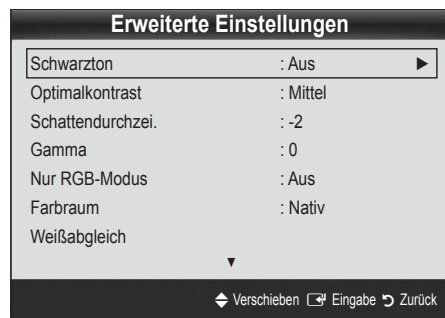 Erweiterte Einstellungen
Schwarzton : Aus ►
Optimalkontrast : Mittel
Schattendurchzei. : -2
Gamma : 0
Nur RGB-Modus : Aus
Farbraum : Nativ
Weißabgleich
▼
Verschieben Eingabe Zurück